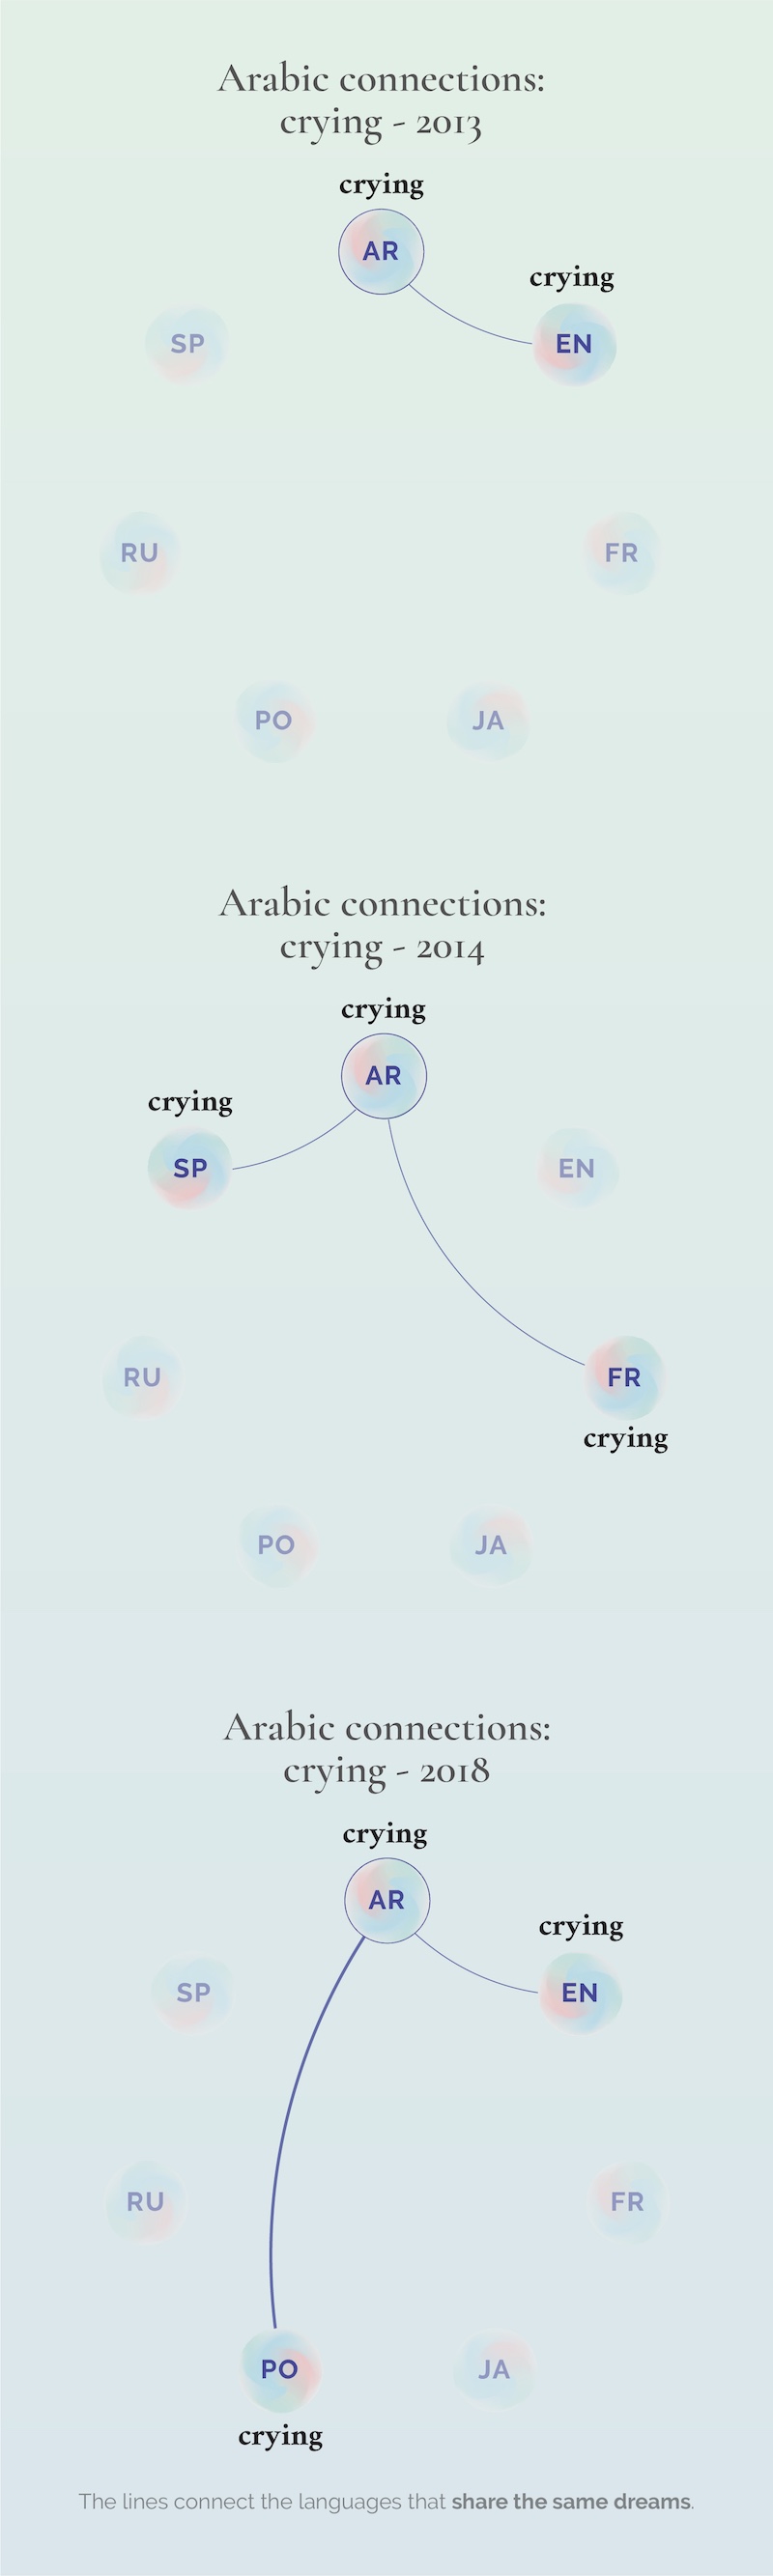 Arabic connections:
crying - 2013
crying
AR
crying
EN
SP
RU
FR
PO
JA
Arabic connections:
crying - 2014
crying
AR
crying
SP
EN
RU
FR
crying
PO
JA
Arabic connections:
crying - 2018
crying
AR
crying
EN
SP
RU
FR
PO
JA
crying
The lines connect the languages that share the same dreams.